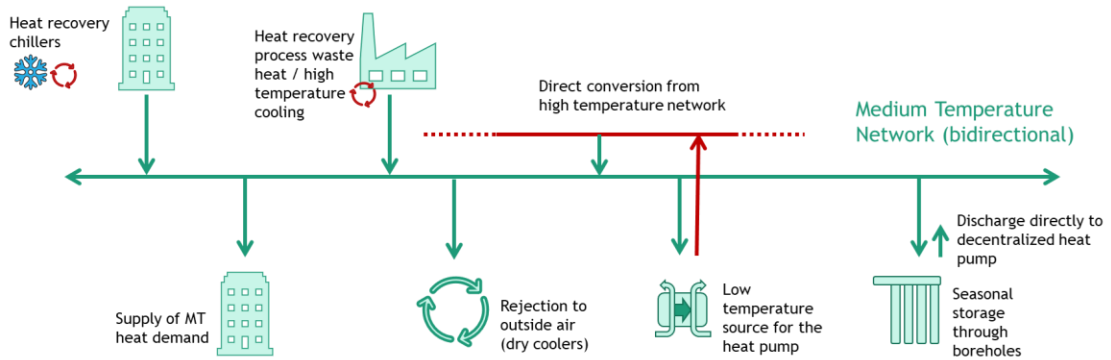 Heat recovery
chillers
Heat recovery
process waste
heat / high
temperature
cooling
Direct conversion from
high temperature network
Medium Temperature
Network (bidirectional)
Supply of MT
heat demand
Rejection to
outside air
(dry coolers)
Low
temperature
source for the
heat pump
Discharge directly to
decentralized heat
pump
Seasonal
storage
through
boreholes